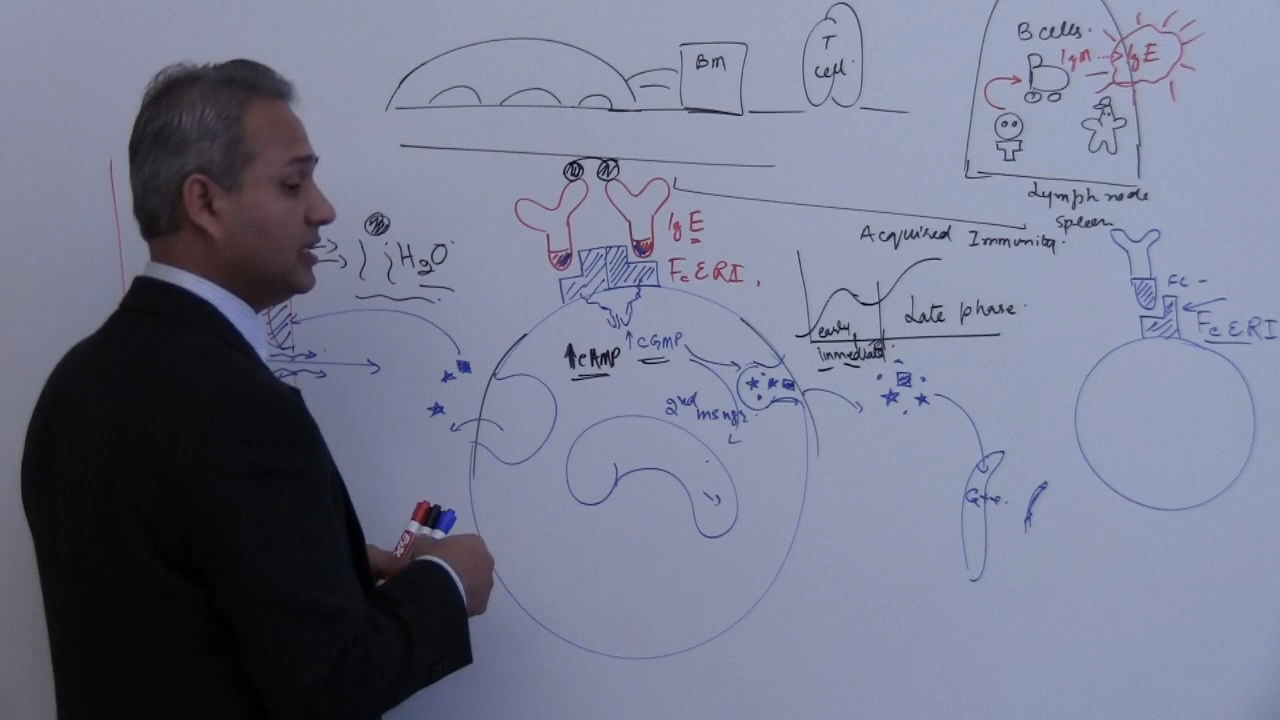 BM
T
cell.
B cells.
IgM ...> IgE
Lymph node
spleen
Acquired Immunity.
IgE
FcεRI.
H2O
early
immediate
Late phase.
↑cAMP
↑cGMP
2nd msngr.
Fc -
FcεRI
EXPO